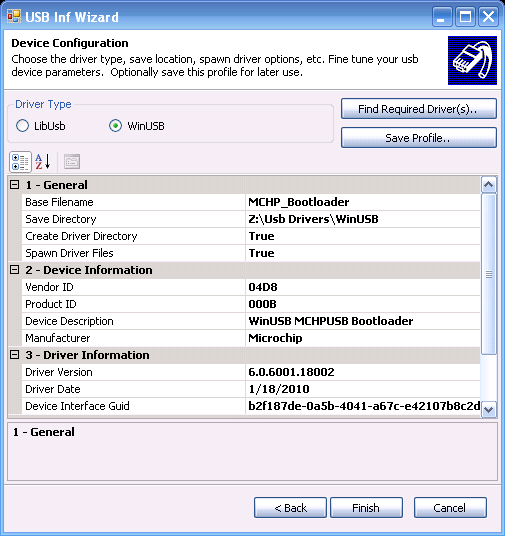 USB Inf Wizard
Device Configuration
Choose the driver type, save location, spawn driver options, etc. Fine tune your usb
device parameters.  Optionally save this profile for later use.
Driver Type
LibUsb
WinUSB
Find Required Driver(s)..
Save Profile..
1 - General
Base Filename MCHP_Bootloader
Save Directory Z:\Usb Drivers\WinUSB
Create Driver Directory True
Spawn Driver Files True
2 - Device Information
Vendor ID 04D8
Product ID 000B
Device Description WinUSB MCHPUSB Bootloader
Manufacturer Microchip
3 - Driver Information
Driver Version 6.0.6001.18002
Driver Date 1/18/2010
Device Interface Guid b2f187de-0a5b-4041-a67c-e42107b8c2d
1 - General
< Back
Finish
Cancel